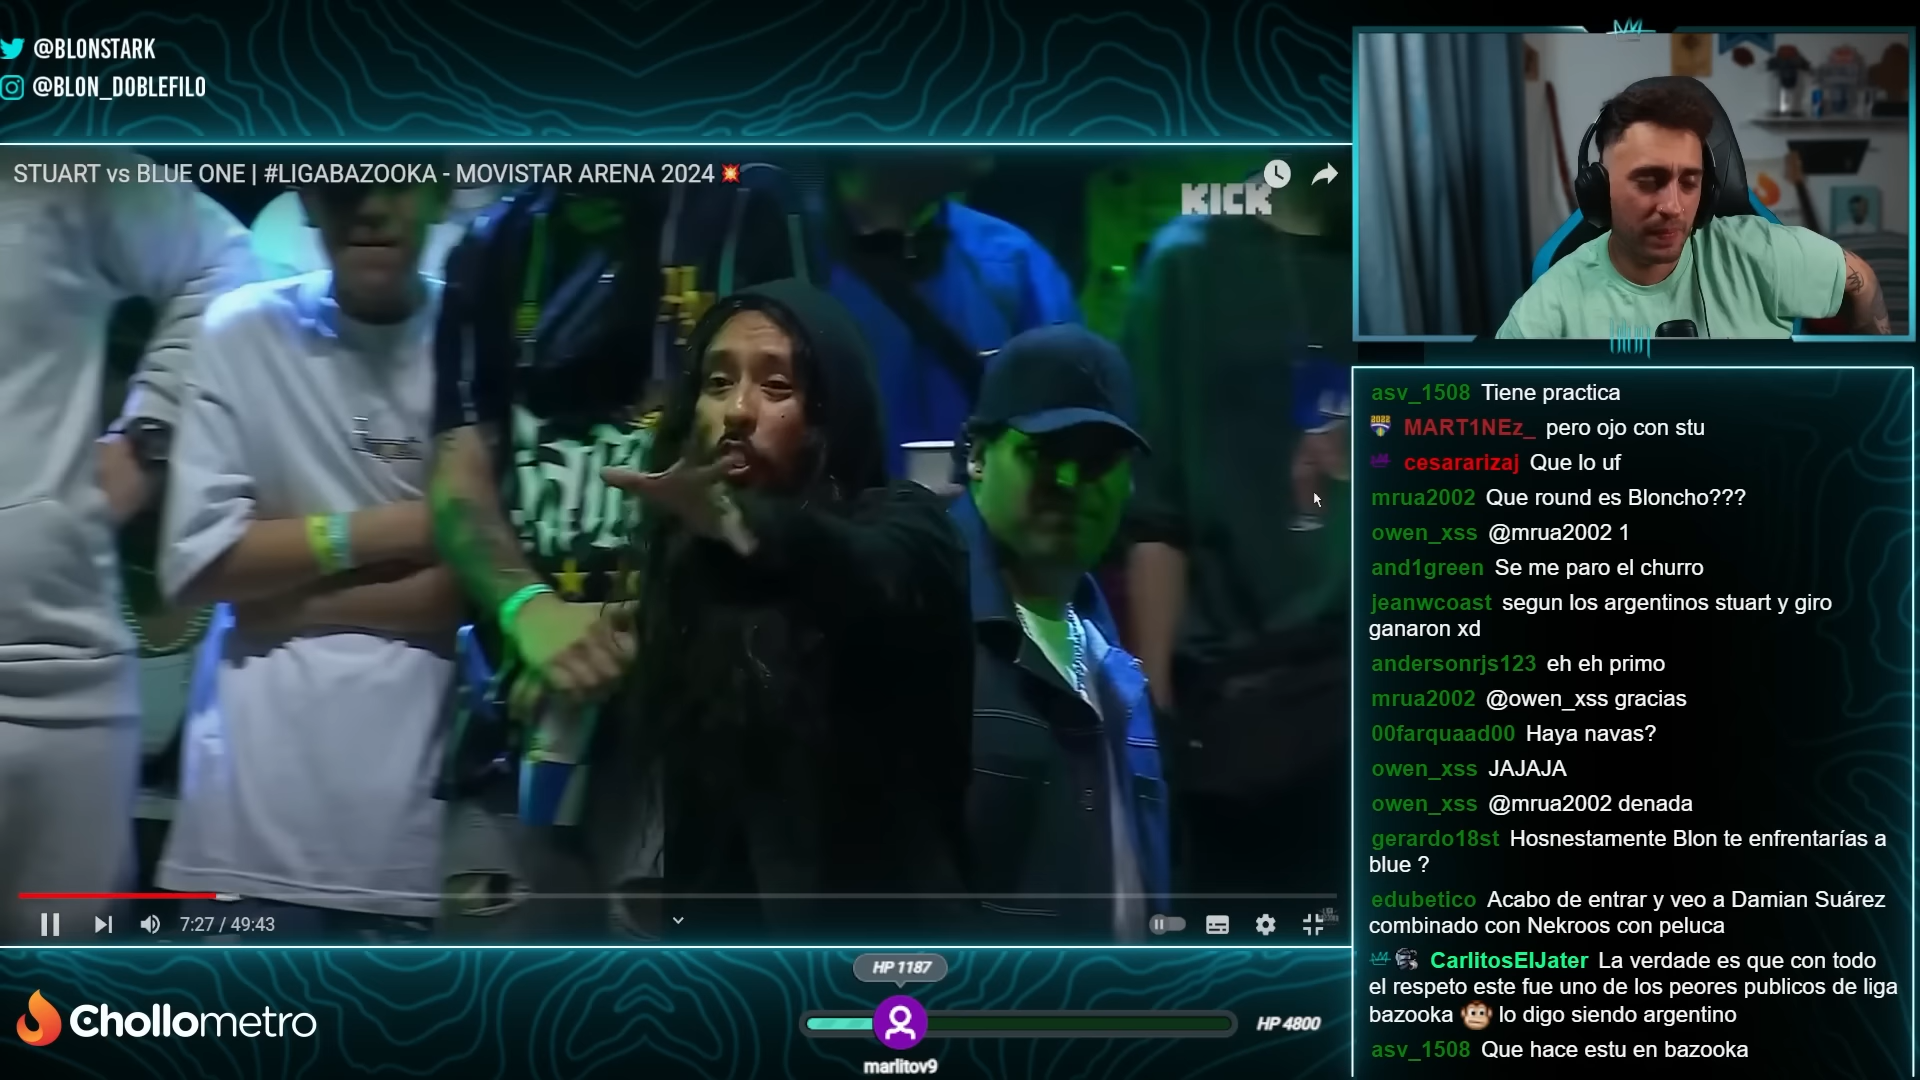 @BLONSTARK
@BLON_DOBLEFILO
STUART vs BLUE ONE | #LIGABAZOOKA - MOVISTAR ARENA 2024 💥
KICK
7:27 / 49:43
Chollometro
HP 1187
HP 4800
marlitov9
asv_1508 Tiene practica
MART1NEz_ pero ojo con stu
cesararizaj Que lo uf
mrua2002 Que round es Bloncho???
owen_xss @mrua2002 1
and1green Se me paro el churro
jeanwcoast segun los argentinos stuart y giro
ganaron xd
andersonrjs123 eh eh primo
mrua2002 @owen_xss gracias
00farquaad00 Haya navas?
owen_xss JAJAJA
owen_xss @mrua2002 denada
gerardo18st Hosnestamente Blon te enfrentarías a
blue ?
edubetico Acabo de entrar y veo a Damian Suárez
combinado con Nekroos con peluca
CarlitosElJater La verdade es que con todo
el respeto este fue uno de los peores publicos de liga
bazooka 🐵 lo digo siendo argentino
asv_1508 Que hace estu en bazooka